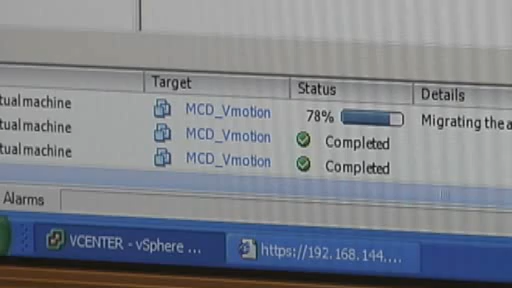 Target Status Details
tual machine MCD_Vmotion 78% Migrating the a
tual machine MCD_Vmotion Completed
tual machine MCD_Vmotion Completed
Alarms
VCENTER - vSphere ... https://192.168.144....